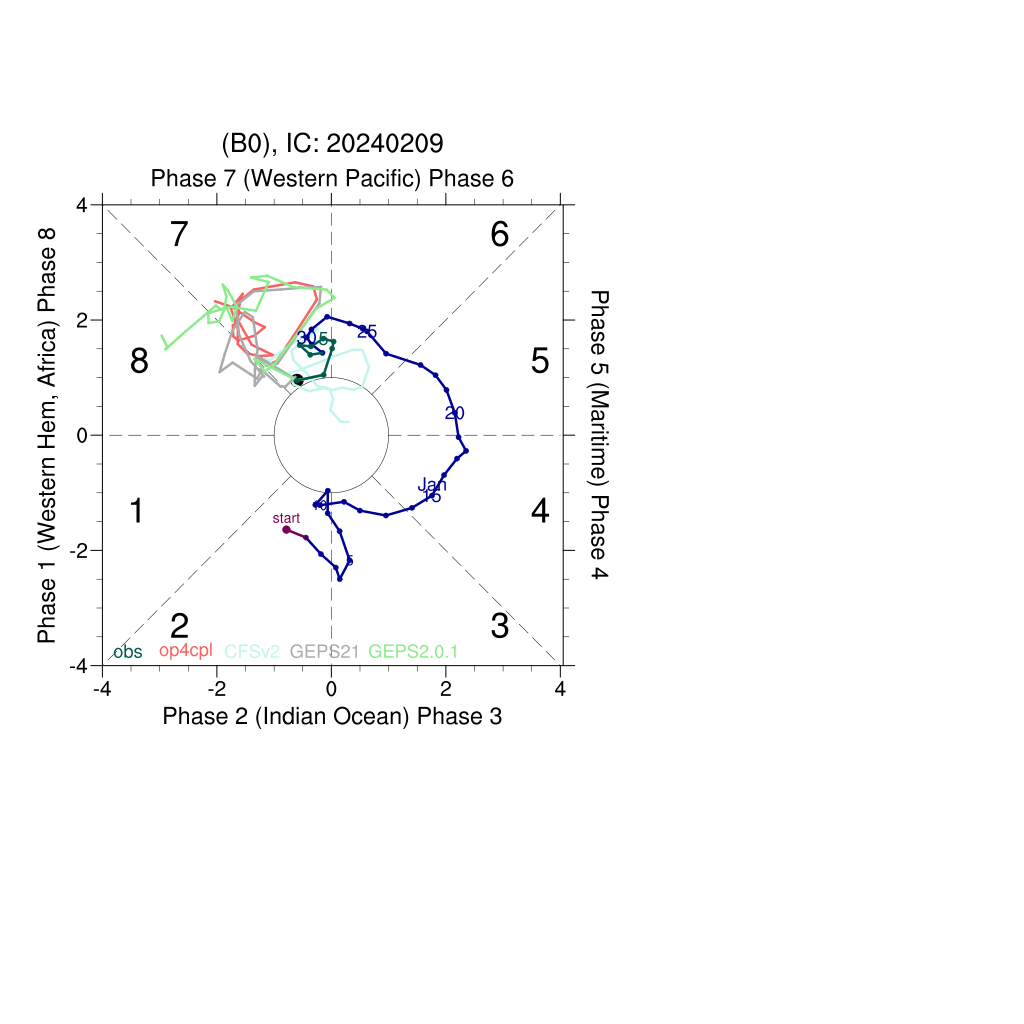 (B0), IC: 20240209
Phase 7 (Western Pacific) Phase 6
4
2
0
-2
-4
Phase 1 (Western Hem, Africa) Phase 8
7
6
8
5
1
4
2
3
25
30
5
20
Jan
15
10
start
5
Phase 5 (Maritime) Phase 4
obs op4cpl CFSv2 GEPS21 GEPS2.0.1
-4 -2 0 2 4
Phase 2 (Indian Ocean) Phase 3